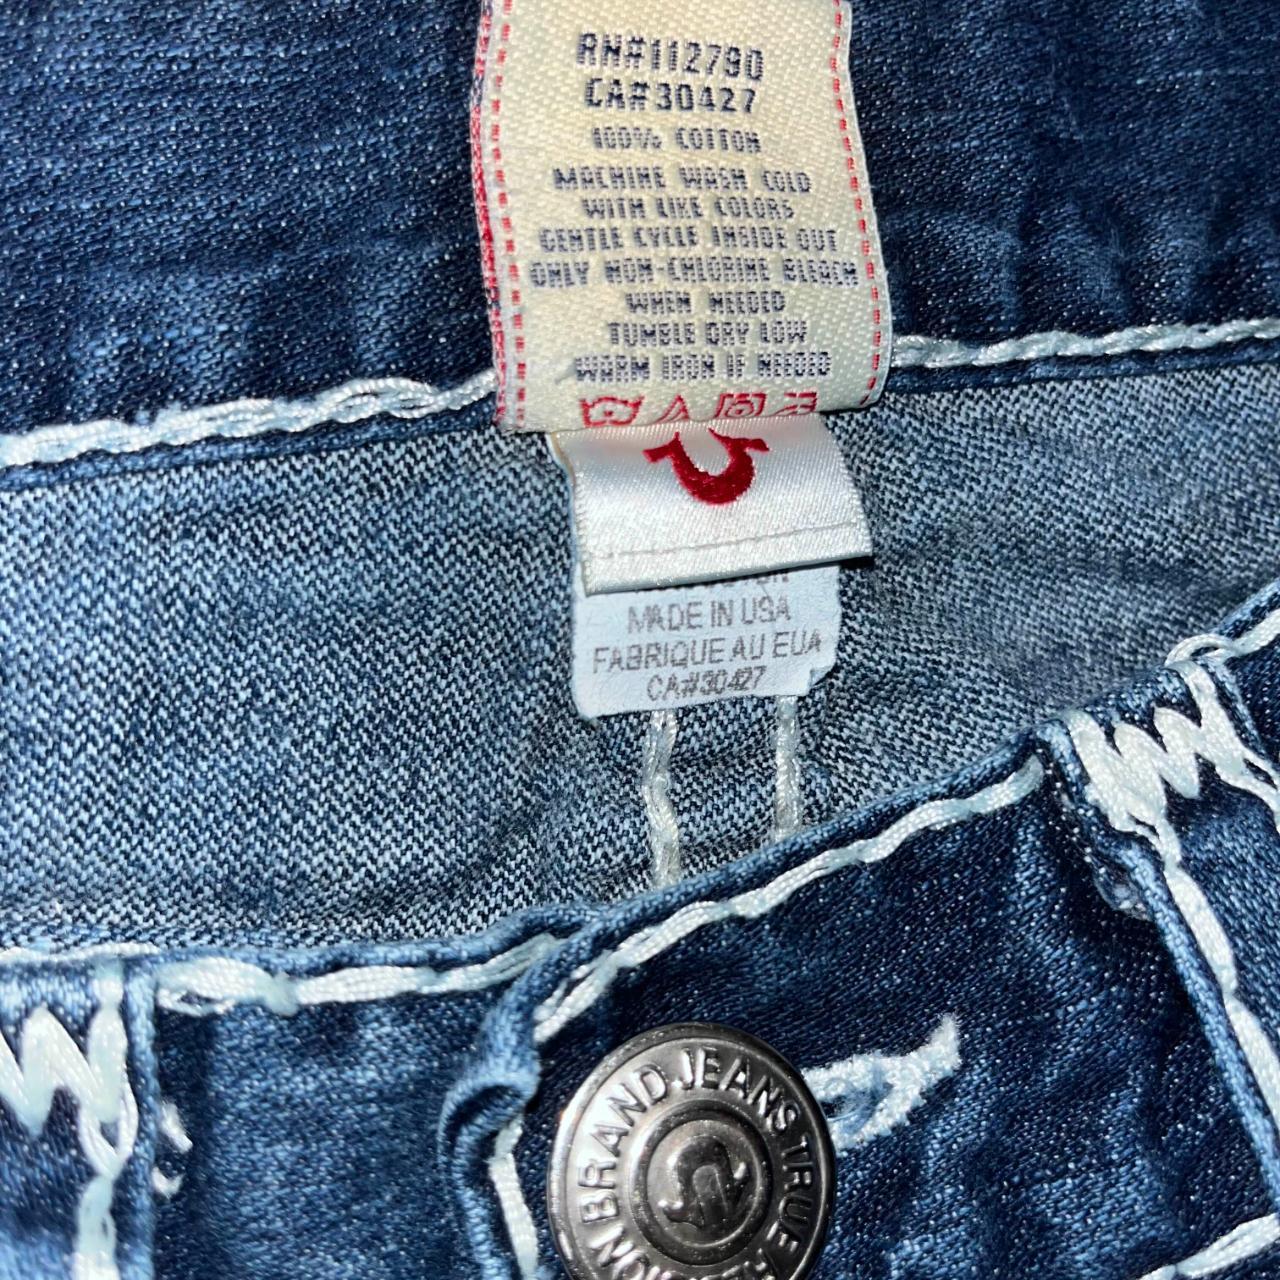 RN#112790
CA#30427
100% COTTON
MACHINE WASH COLD
WITH LIKE COLORS
GENTLE CYCLE INSIDE OUT
ONLY NON-CHLORINE BLEACH
WHEN NEEDED
TUMBLE DRY LOW
WARM IRON IF NEEDED
MADE IN USA
FABRIQUE AU EUA
CA#30427
BRAND JEANS TRUE